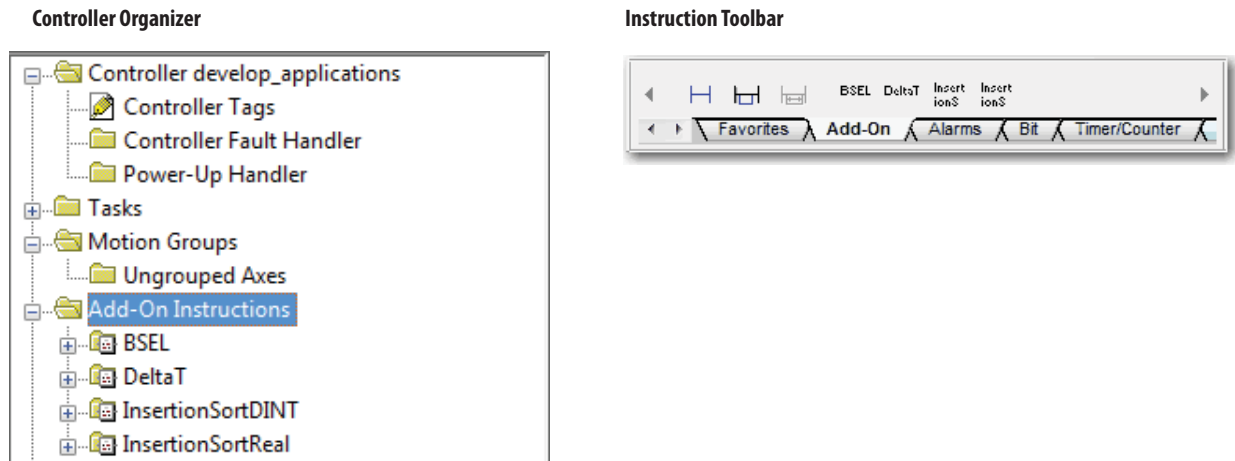 Controller Organizer
Controller develop_applications
Controller Tags
Controller Fault Handler
Power-Up Handler
Tasks
Motion Groups
Ungrouped Axes
Add-On Instructions
BSEL
DeltaT
InsertionSortDINT
InsertionSortReal
Instruction Toolbar
BSEL DeltaT Insert Insert
ionS ionS
Favorites Add-On Alarms Bit Timer/Counter